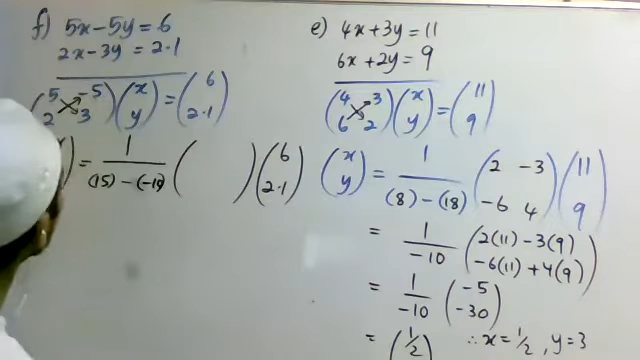 f) 5x - 5y = 6
2x - 3y = 2.1
(5 -5
2 3)(x
y) = (6
2.1)
= 1/((15) - (-10)) ( ) (6
2.1)
e) 4x + 3y = 11
6x + 2y = 9
(4 3
6 2)(x
y) = (11
9)
(x
y) = 1/((8) - (18)) (2 -3
-6 4)(11
9)
= 1/-10 (2(11) - 3(9)
-6(11) + 4(9))
= 1/-10 (-5
-30)
= (1/2
∴ x = 1/2, y = 3